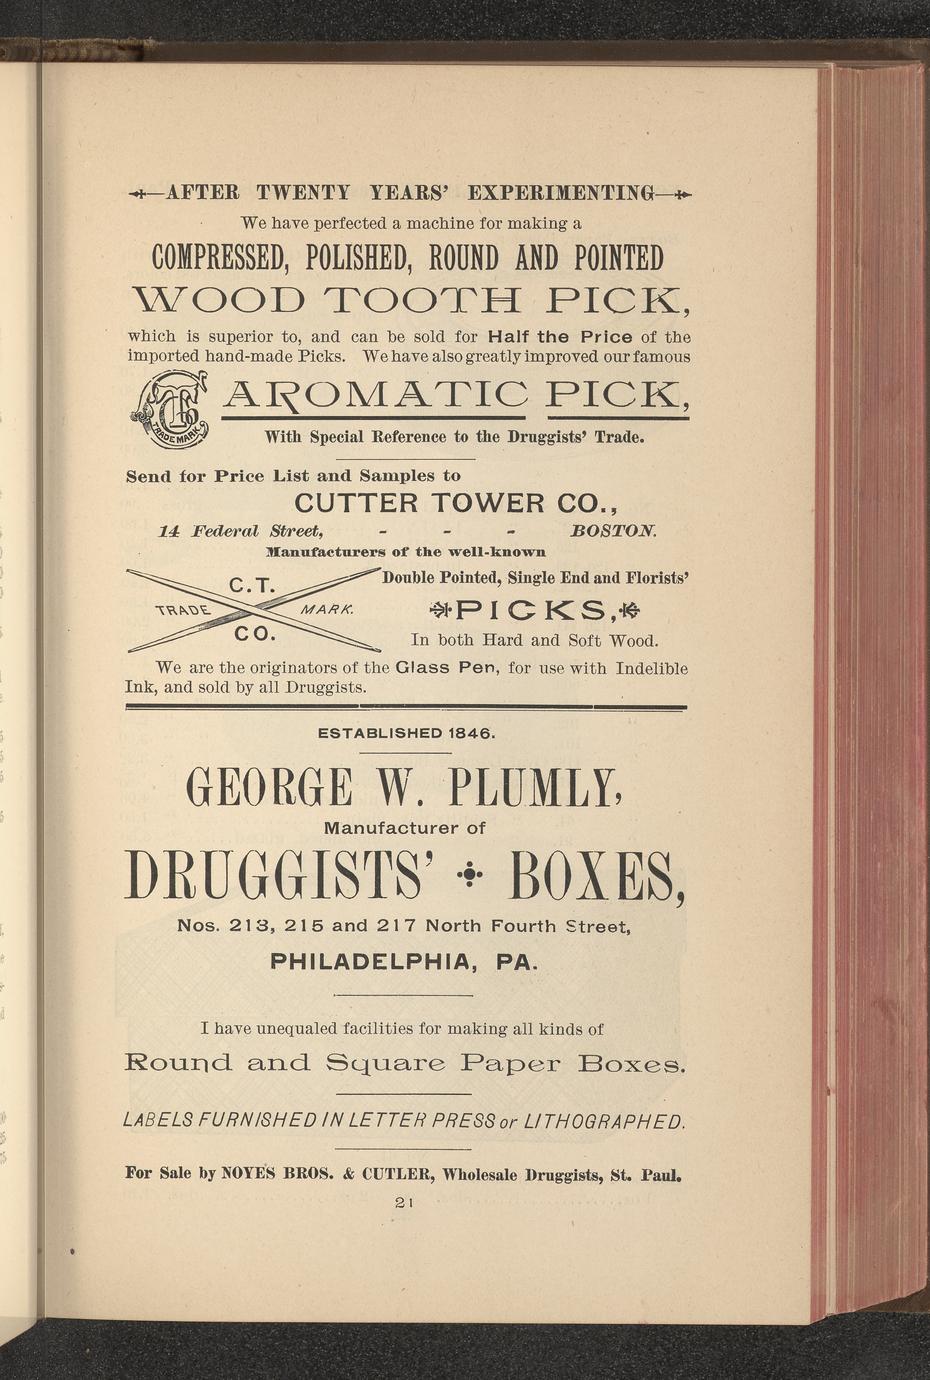 AFTER TWENTY YEARS' EXPERIMENTING
We have perfected a machine for making a
COMPRESSED, POLISHED, ROUND AND POINTED
WOOD TOOTH PICK,
which is superior to, and can be sold for Half the Price of the
imported hand-made Picks. We have also greatly improved our famous
AROMATIC PICK,
TRADE MARK
With Special Reference to the Druggists' Trade.
Send for Price List and Samples to
CUTTER TOWER CO.,
14 Federal Street, - - - BOSTON.
Manufacturers of the well-known
C.T.
TRADE MARK.
CO.
Double Pointed, Single End and Florists'
PICKS,
In both Hard and Soft Wood.
We are the originators of the Glass Pen, for use with Indelible
Ink, and sold by all Druggists.
ESTABLISHED 1846.
GEORGE W. PLUMLY,
Manufacturer of
DRUGGISTS' BOXES,
Nos. 213, 215 and 217 North Fourth Street,
PHILADELPHIA, PA.
I have unequaled facilities for making all kinds of
Round and Square Paper Boxes.
LABELS FURNISHED IN LETTER PRESS or LITHOGRAPHED.
For Sale by NOYES BROS. & CUTLER, Wholesale Druggists, St. Paul.
21